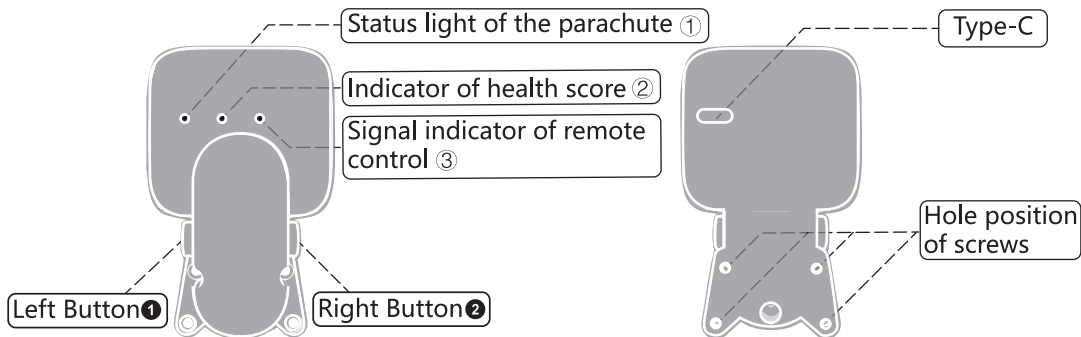 Status light of the parachute ①
Type-C
Indicator of health score ②
Signal indicator of remote
control ③
Hole position
of screws
Left Button❶
Right Button❷